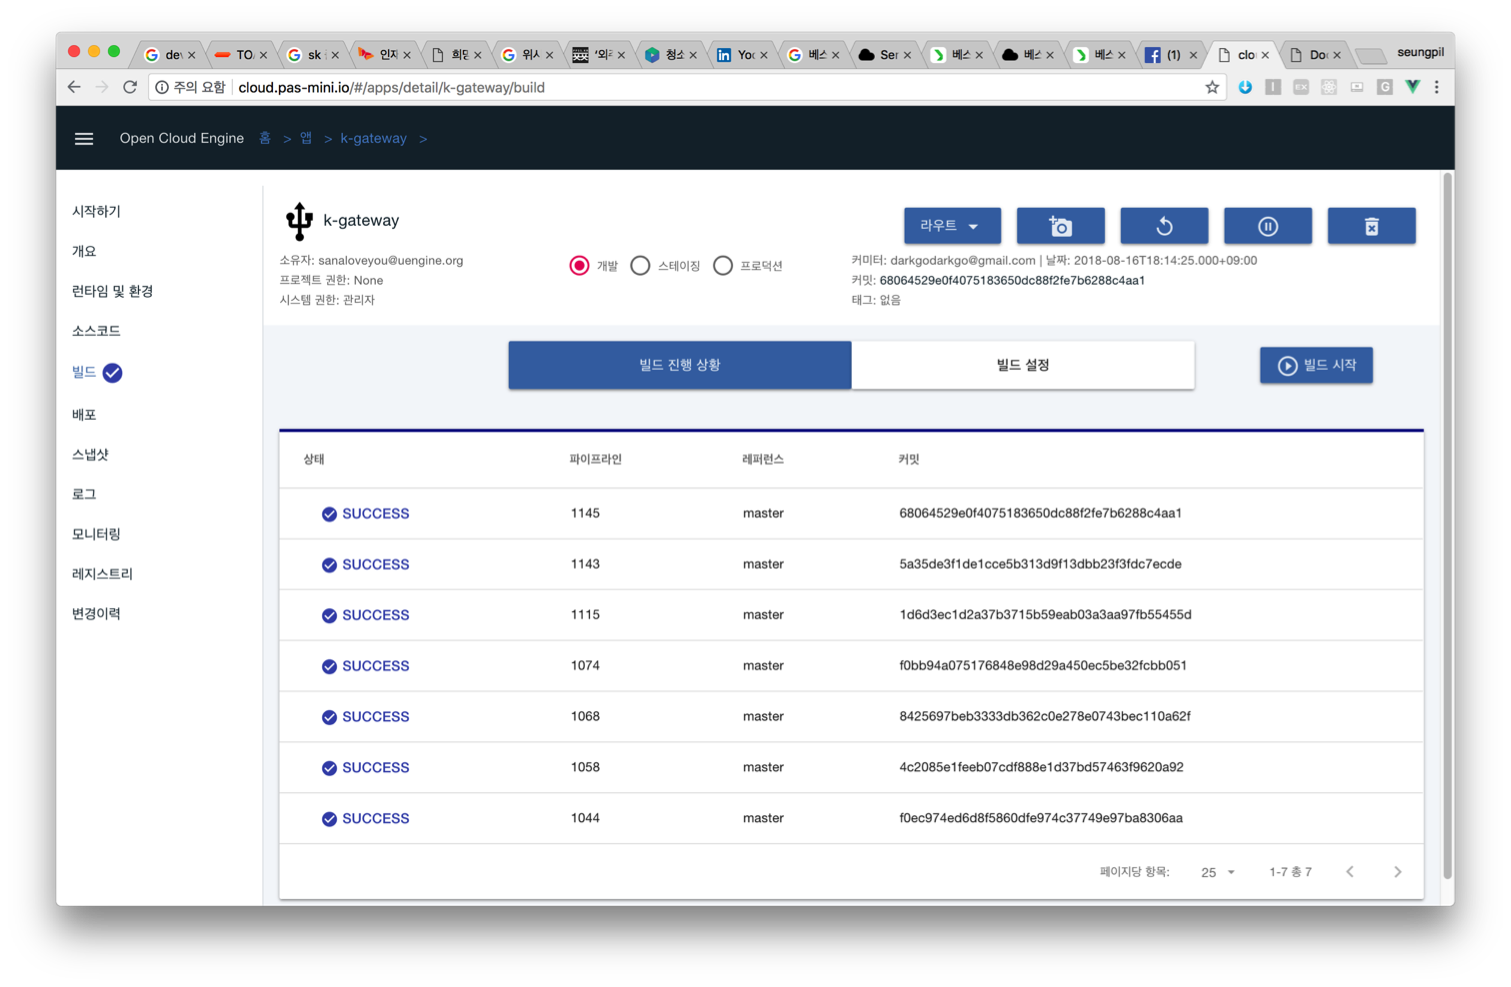 de
TO
sk
인재
희망
위시
'외
청소
You
베스
Ser
베스
베스
베스
(1)
clo
Do
seungpil
주의 요함 cloud.pas-mini.io/#/apps/detail/k-gateway/build
Open Cloud Engine 홈 > 앱 > k-gateway >
시작하기
개요
런타임 및 환경
소스코드
빌드
배포
스냅샷
로그
모니터링
레지스트리
변경이력
k-gateway
소유자: sanaloveyou@uengine.org
프로젝트 권한: None
시스템 권한: 관리자
개발 스테이징 프로덕션
라우트
커미터: darkgodarkgo@gmail.com | 날짜: 2018-08-16T18:14:25.000+09:00
커밋: 68064529e0f4075183650dc88f2fe7b6288c4aa1
태그: 없음
빌드 진행 상황 빌드 설정 빌드 시작
상태 파이프라인 레퍼런스 커밋
SUCCESS 1145 master 68064529e0f4075183650dc88f2fe7b6288c4aa1
SUCCESS 1143 master 5a35de3f1de1cce5b313d9f13dbb23f3fdc7ecde
SUCCESS 1115 master 1d6d3ec1d2a37b3715b59eab03a3aa97fb55455d
SUCCESS 1074 master f0bb94a075176848e98d29a450ec5be32fcbb051
SUCCESS 1068 master 8425697beb3333db362c0e278e0743bec110a62f
SUCCESS 1058 master 4c2085e1feeb07cdf888e1d37bd57463f9620a92
SUCCESS 1044 master f0ec974ed6d8f5860dfe974c37749e97ba8306aa
페이지당 항목: 25 1-7 총 7